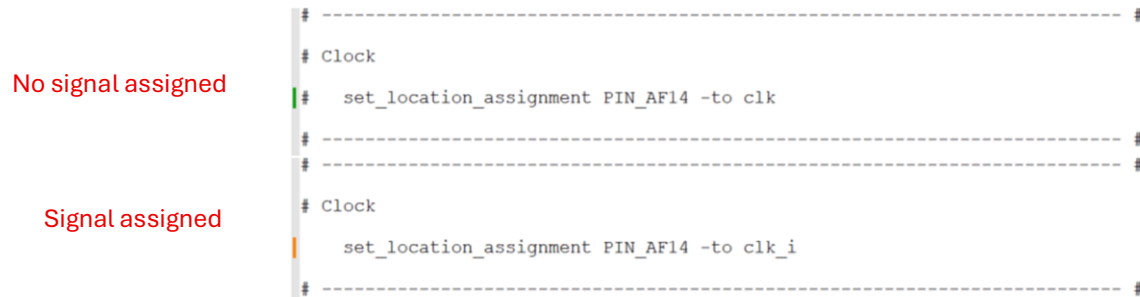 # ------------------------------------------------------------------------- #
# Clock
No signal assigned
#   set_location_assignment PIN_AF14 -to clk
# ------------------------------------------------------------------------- #
# ------------------------------------------------------------------------- #
# Clock
Signal assigned
set_location_assignment PIN_AF14 -to clk_i
# ------------------------------------------------------------------------- #